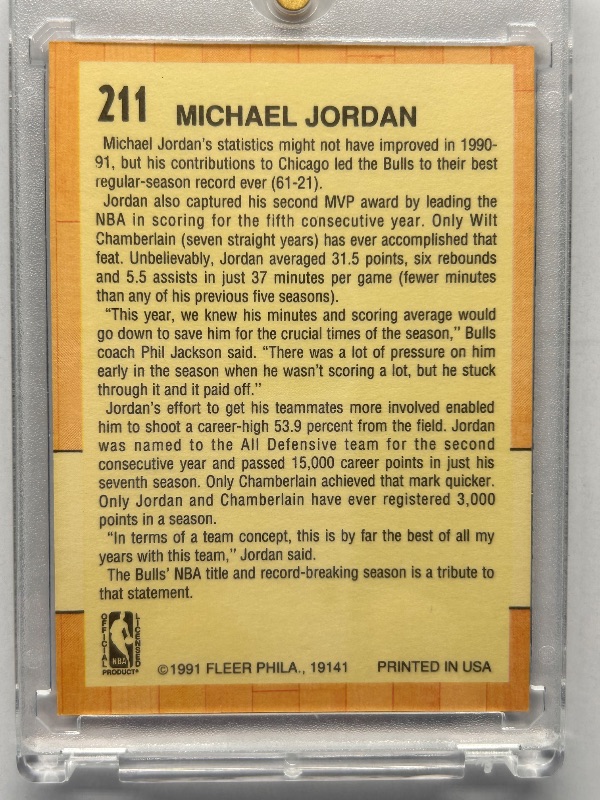 211 MICHAEL JORDAN
Michael Jordan's statistics might not have improved in 1990-
91, but his contributions to Chicago led the Bulls to their best
regular-season record ever (61-21).
Jordan also captured his second MVP award by leading the
NBA in scoring for the fifth consecutive year. Only Wilt
Chamberlain (seven straight years) has ever accomplished that
feat. Unbelievably, Jordan averaged 31.5 points, six rebounds
and 5.5 assists in just 37 minutes per game (fewer minutes
than any of his previous five seasons).
"This year, we knew his minutes and scoring average would
go down to save him for the crucial times of the season," Bulls
coach Phil Jackson said. "There was a lot of pressure on him
early in the season when he wasn't scoring a lot, but he stuck
through it and it paid off."
Jordan's effort to get his teammates more involved enabled
him to shoot a career-high 53.9 percent from the field. Jordan
was named to the All Defensive team for the second
consecutive year and passed 15,000 career points in just his
seventh season. Only Chamberlain achieved that mark quicker.
Only Jordan and Chamberlain have ever registered 3,000
points in a season.
"In terms of a team concept, this is by far the best of all my
years with this team," Jordan said.
The Bulls' NBA title and record-breaking season is a tribute to
that statement.
OFFICIAL
LICENSED
NBA
PRODUCT®
©1991 FLEER PHILA., 19141 PRINTED IN USA